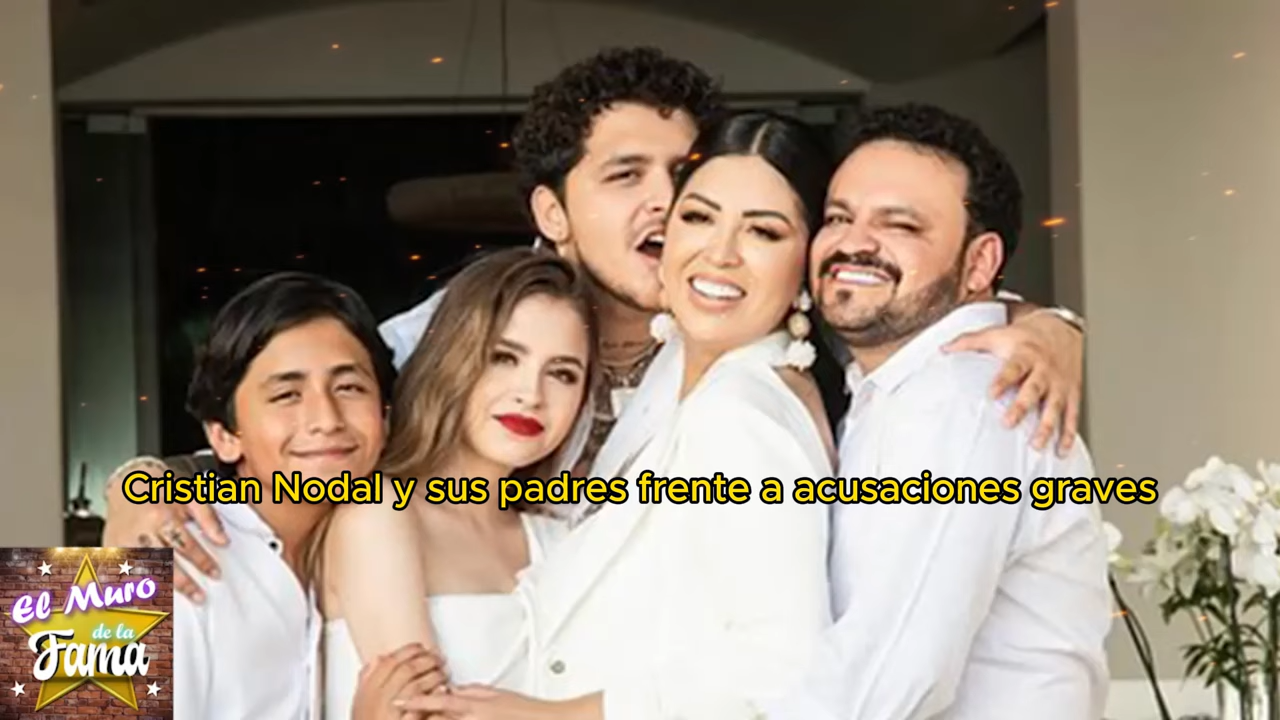 Cristian Nodal y sus padres frente a acusaciones graves
El Muro
de la
Fama